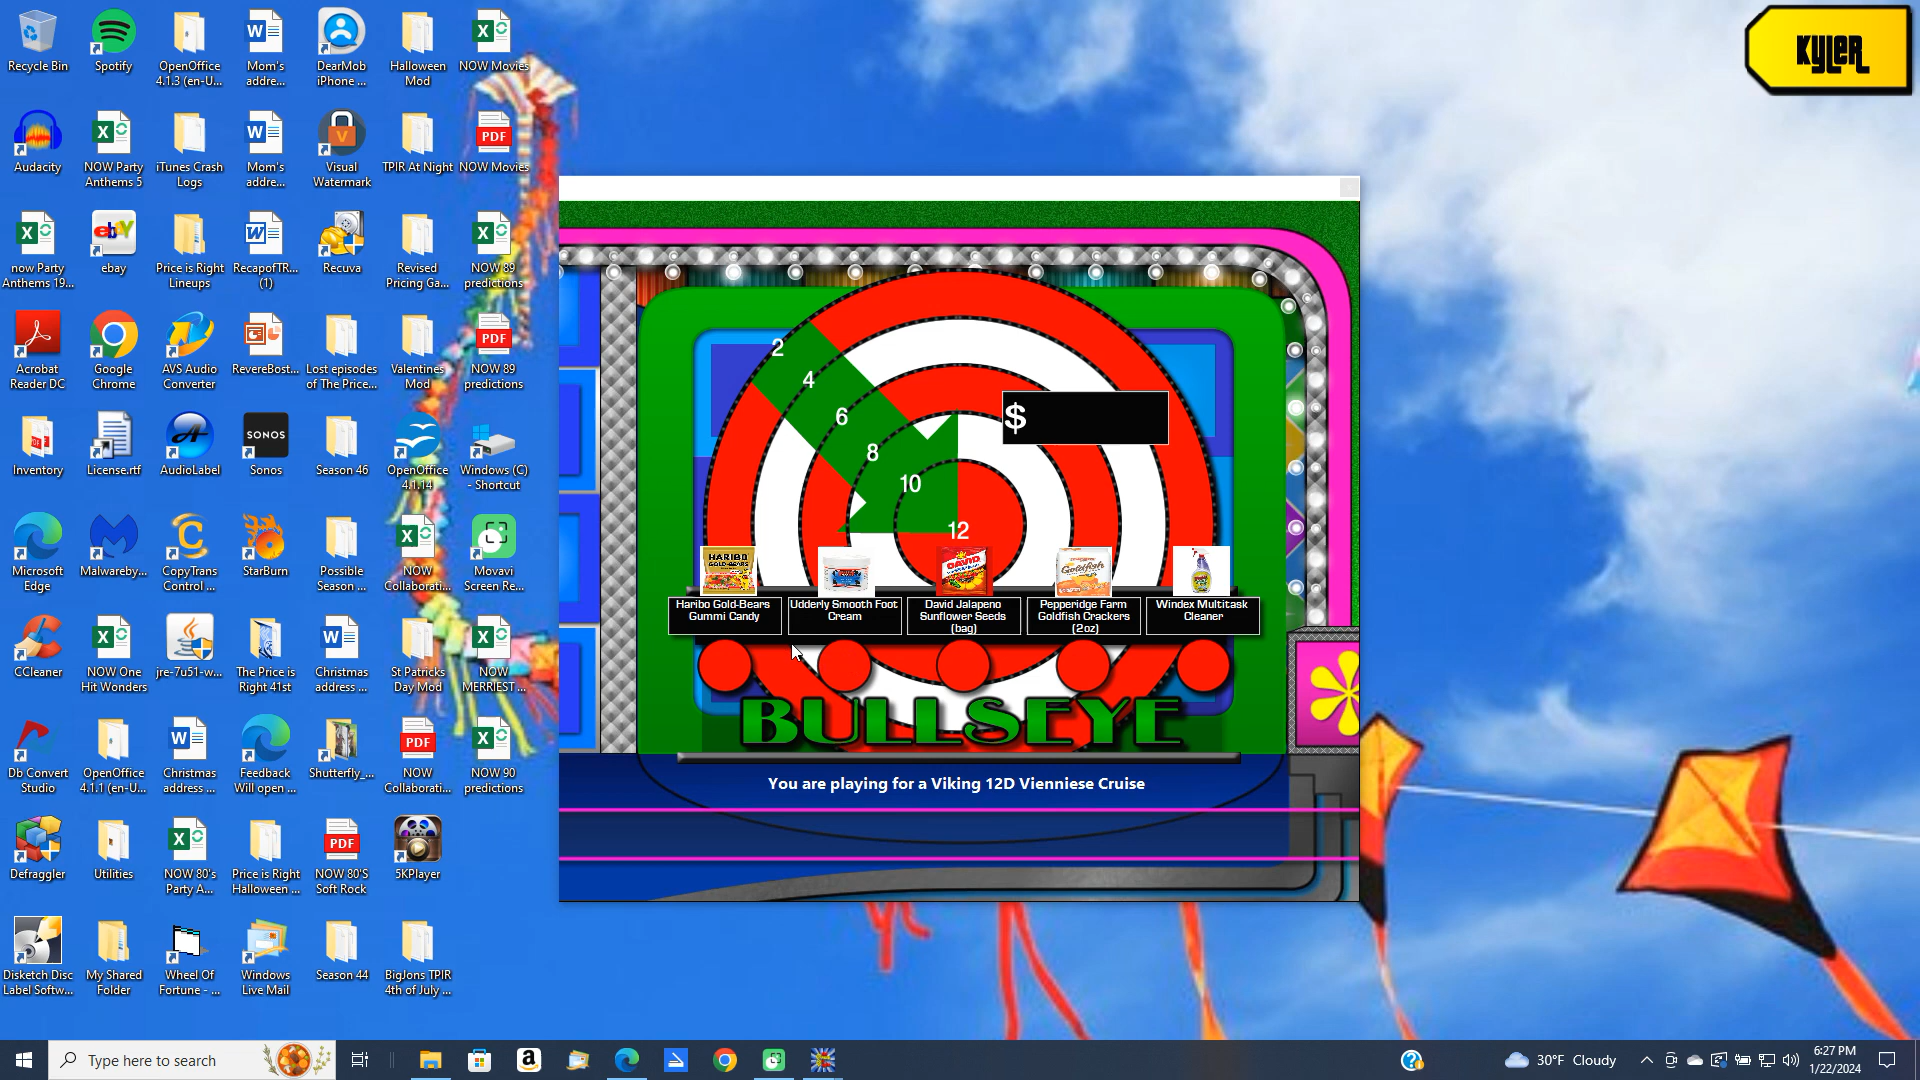 Recycle Bin
Spotify
OpenOffice
4.1.3 (en-U...
Mom's
addre...
DearMob
iPhone ...
Halloween
Mod
NOW Movies
KYLER
Audacity
NOW Party
Anthems 5
iTunes Crash
Logs
Mom's
addre...
Visual
Watermark
TPIR At Night
PDF
NOW Movies
now Party
Anthems 19...
ebay
ebay
Price is Right
Lineups
RecapofTR...
(1)
Recuva
Revised
Pricing Ga...
NOW 89
predictions
Acrobat
Reader DC
Google
Chrome
AVS Audio
Converter
RevereBost...
Lost episodes
of The Price...
Valentines
Mod
PDF
NOW 89
predictions
Inventory
License.rtf
AudioLabel
SONOS
Sonos
Season 46
OpenOffice
4.1.14
Windows (C)
- Shortcut
Microsoft
Edge
Malwareby...
CopyTrans
Control ...
StarBurn
Possible
Season ...
NOW
Collaborati...
Movavi
Screen Re...
CCleaner
NOW One
Hit Wonders
jre-7u51-w...
The Price is
Right 41st
Christmas
address ...
St Patricks
Day Mod
NOW
MERRIEST ...
Db Convert
Studio
OpenOffice
4.1.1 (en-U...
Christmas
address ...
Feedback
Will open ...
Shutterfly_...
PDF
NOW
Collaborati...
NOW 90
predictions
Defraggler
Utilities
NOW 80's
Party A...
Price is Right
Halloween ...
PDF
NOW 80'S
Soft Rock
5KPlayer
Disketch Disc
Label Softw...
My Shared
Folder
Wheel Of
Fortune - ...
Windows
Live Mail
Season 44
BigJons TPIR
4th of July ...
2
4
6
8
10
12
$
HARIBO
GOLD-BEARS
DAVID
Goldfish
Haribo Gold-Bears
Gummi Candy
Udderly Smooth Foot
Cream
David Jalapeno
Sunflower Seeds
(bag)
Pepperidge Farm
Goldfish Crackers
(2oz)
Windex Multitask
Cleaner
BULLSEYE
You are playing for a Viking 12D Vienniese Cruise
Type here to search
30°F Cloudy
6:27 PM
1/22/2024